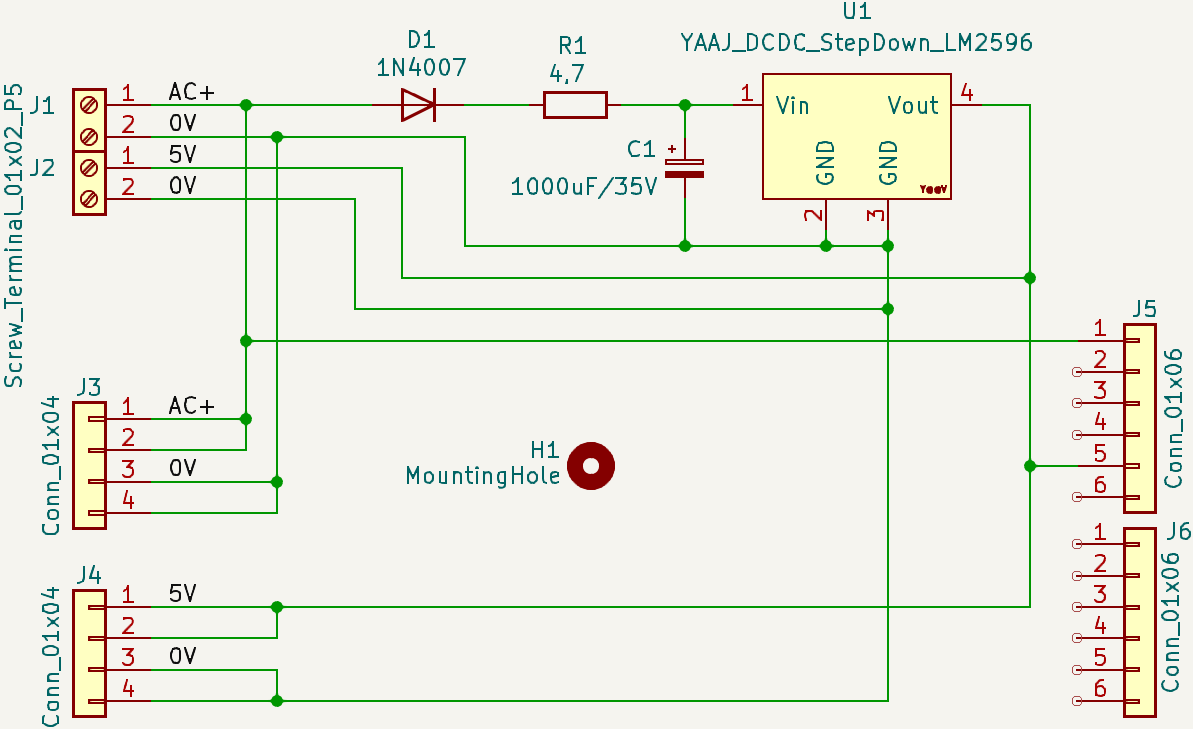 U1
YAAJ_DCDC_StepDown_LM2596
D1
1N4007
R1
4,7
Screw_Terminal_01x02_P5
J1
1
AC+
2
0V
J2
1
5V
2
0V
1
Vin
Vout
4
GND
GND
2
3
C1
+
1000uF/35V
J5
1
2
3
4
5
6
Conn_01x06
J3
Conn_01x04
1
AC+
2
3
0V
4
H1
MountingHole
J6
1
2
3
4
5
6
Conn_01x06
J4
Conn_01x04
1
5V
2
3
0V
4